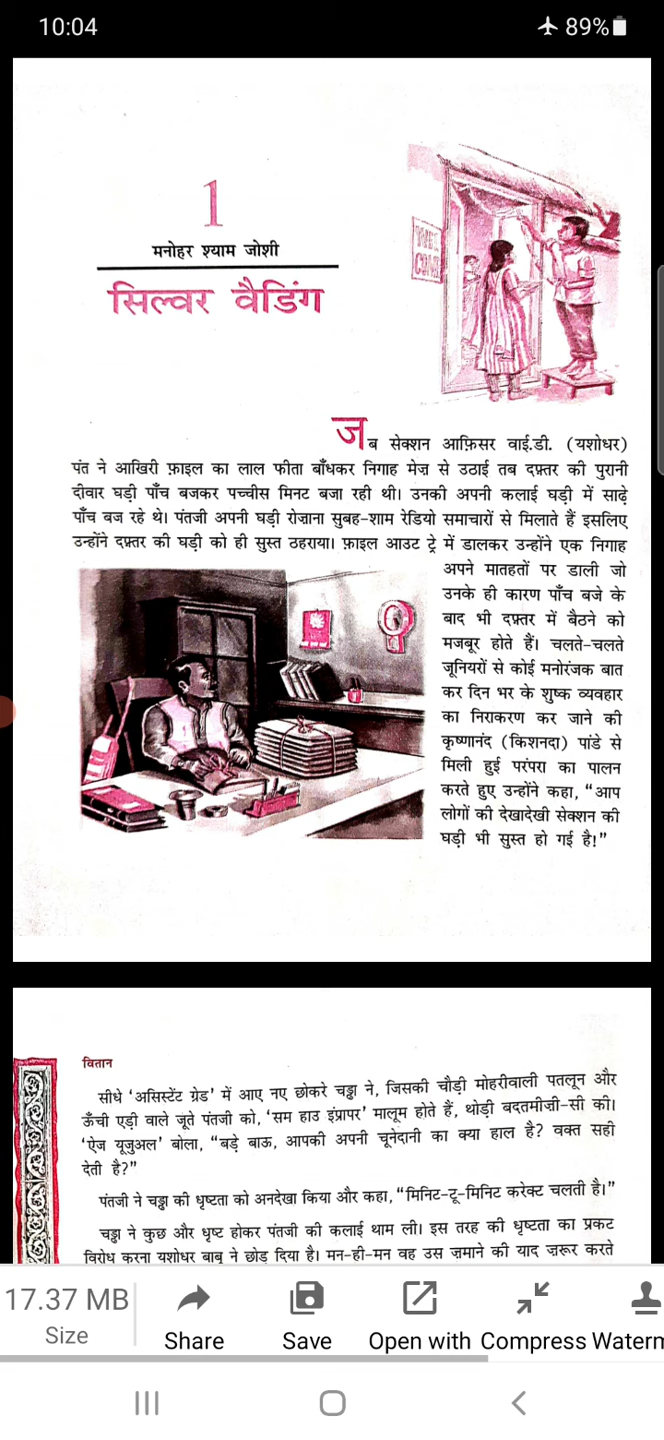 10:04
89%
1
मनोहर श्याम जोशी
सिल्वर वैडिंग
WEL
COME
जब सेक्शन आफ़िसर वाई.डी. (यशोधर)
पंत ने आखिरी फ़ाइल का लाल फीता बाँधकर निगाह मेज़ से उठाई तब दफ़्तर की पुरानी
दीवार घड़ी पाँच बजकर पच्चीस मिनट बजा रही थी। उनकी अपनी कलाई घड़ी में साढ़े
पाँच बज रहे थे। पंतजी अपनी घड़ी रोज़ाना सुबह-शाम रेडियो समाचारों से मिलाते हैं इसलिए
उन्होंने दफ़्तर की घड़ी को ही सुस्त ठहराया। फ़ाइल आउट ट्रे में डालकर उन्होंने एक निगाह
अपने मातहतों पर डाली जो
उनके ही कारण पाँच बजे के
बाद भी दफ़्तर में बैठने को
मजबूर होते हैं। चलते-चलते
जूनियरों से कोई मनोरंजक बात
कर दिन भर के शुष्क व्यवहार
का निराकरण कर जाने की
कृष्णानंद (किशनदा) पांडे से
मिली हुई परंपरा का पालन
करते हुए उन्होंने कहा, “आप
लोगों की देखादेखी सेक्शन की
घड़ी भी सुस्त हो गई है!”
वितान
सीधे ‘असिस्टेंट ग्रेड’ में आए नए छोकरे चड्ढा ने, जिसकी चौड़ी मोहरीवाली पतलून और
ऊँची एड़ी वाले जूते पंतजी को, ‘सम हाउ इंप्रापर’ मालूम होते हैं, थोड़ी बदतमीज़ी-सी की।
‘ऐज यूजुअल’ बोला, “बड़े बाऊ, आपकी अपनी चूनेदानी का क्या हाल है? वक्त सही
देती है?”
पंतजी ने चड्ढा की धृष्टता को अनदेखा किया और कहा, “मिनिट-टू-मिनिट करेक्ट चलती है।”
चड्ढा ने कुछ और धृष्ट होकर पंतजी की कलाई थाम ली। इस तरह की धृष्टता का प्रकट
विरोध करना यशोधर बाबू ने छोड़ दिया है। मन-ही-मन वह उस ज़माने की याद ज़रूर करते
17.37 MB
Size
Share
Save
Open with
Compress
Waterm